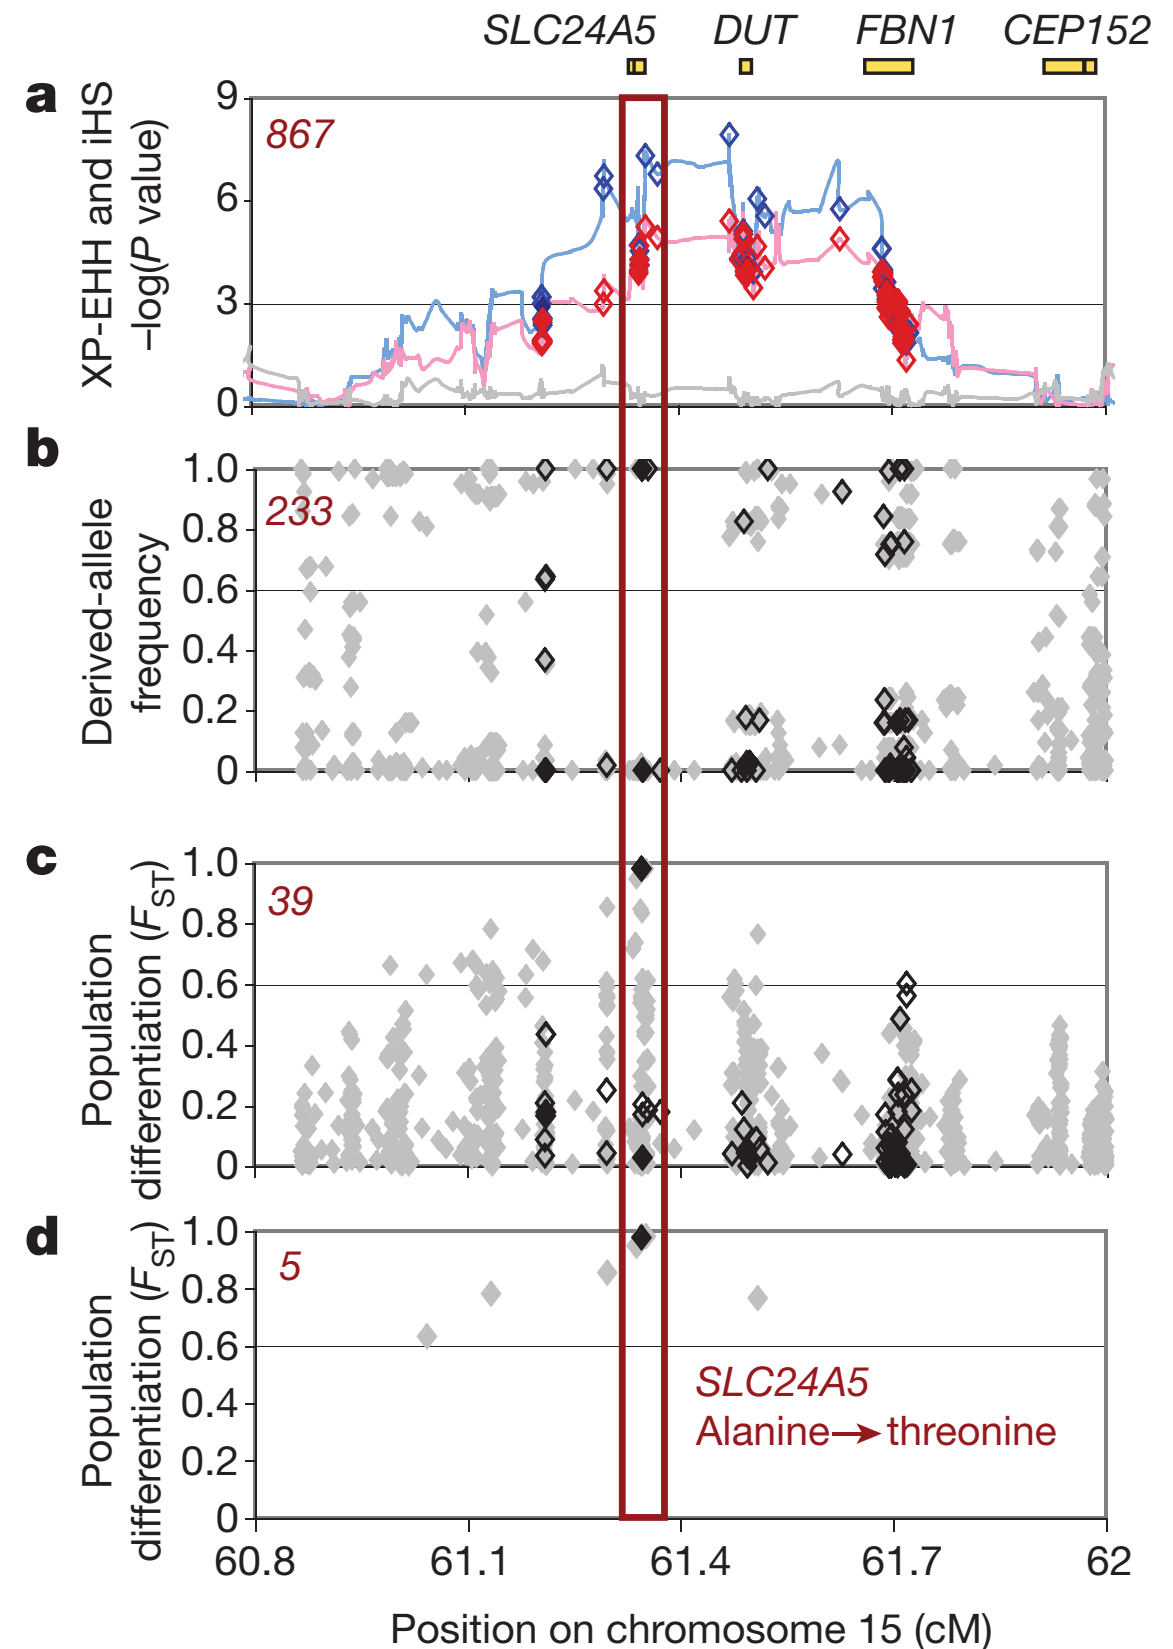 SLC24A5 DUT FBN1 CEP152
a
XP-EHH and iHS
–log(P value)
9
6
3
0
867
b
Derived-allele
frequency
1.0
0.8
0.6
0.4
0.2
0
233
c
Population
differentiation (FST)
1.0
0.8
0.6
0.4
0.2
0
39
d
Population
differentiation (FST)
1.0
0.8
0.6
0.4
0.2
0
5
SLC24A5
Alanine→threonine
60.8 61.1 61.4 61.7 62
Position on chromosome 15 (cM)